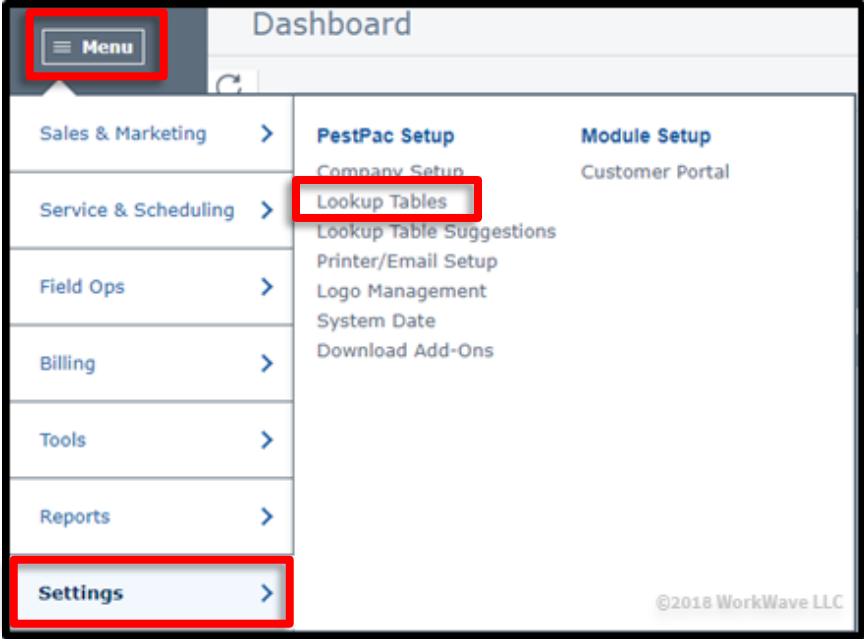 Menu
Dashboard
Sales & Marketing
Service & Scheduling
Field Ops
Billing
Tools
Reports
Settings
PestPac Setup
Company Setup
Lookup Tables
Lookup Table Suggestions
Printer/Email Setup
Logo Management
System Date
Download Add-Ons
Module Setup
Customer Portal
©2018 WorkWave LLC